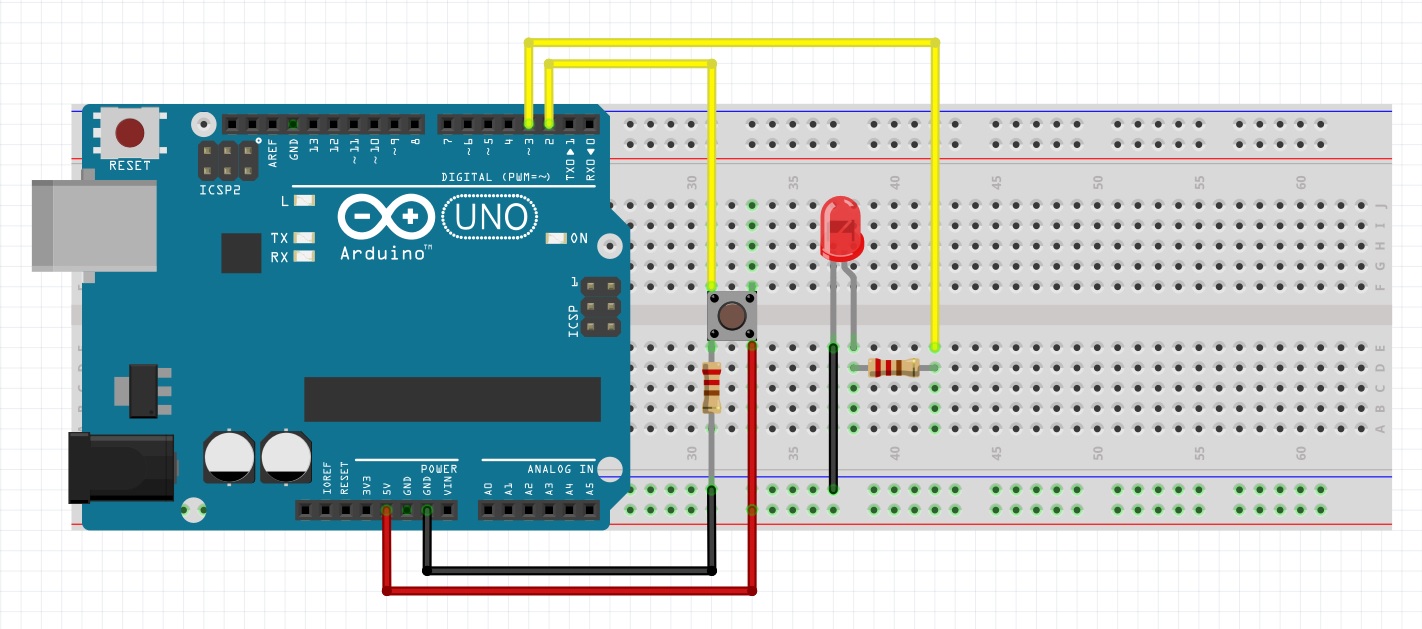 RESET
ICSP2
AREF
GND
13
12
~11
~10
~9
8
7
~6
~5
4
~3
2
TX0▶1
RX0◀0
DIGITAL (PWM=~)
L
TX
RX
UNO
Arduino™
ON
1
ICSP
IOREF
RESET
3V3
5V
GND
GND
VIN
POWER
A0
A1
A2
A3
A4
A5
ANALOG IN
30 35 40 45 50 55 60
J
I
H
G
F
E
D
C
B
A
30 35 40 45 50 55 60